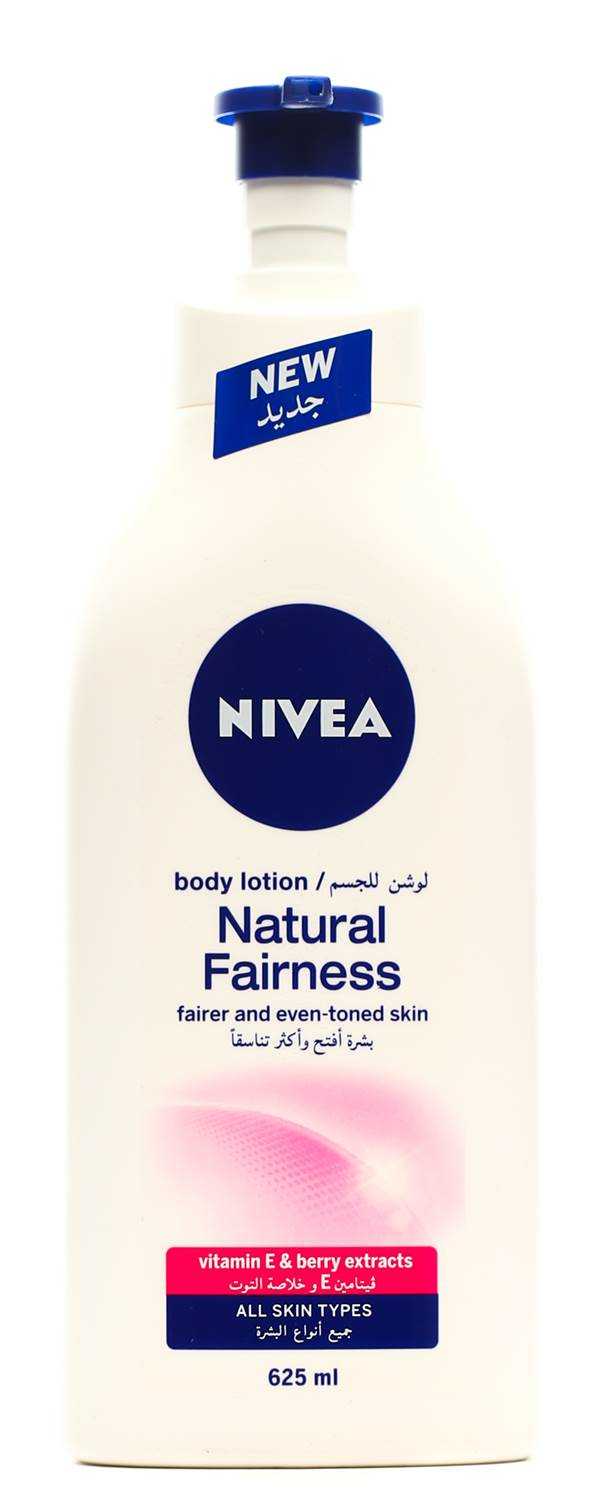 NEW
جديد
NIVEA
body lotion / لوشن للجسم
Natural
Fairness
fairer and even-toned skin
بشرة أفتح وأكثر تناسقاً
vitamin E & berry extracts
ڤيتامين E و خلاصة التوت
ALL SKIN TYPES
جميع أنواع البشرة
625 ml